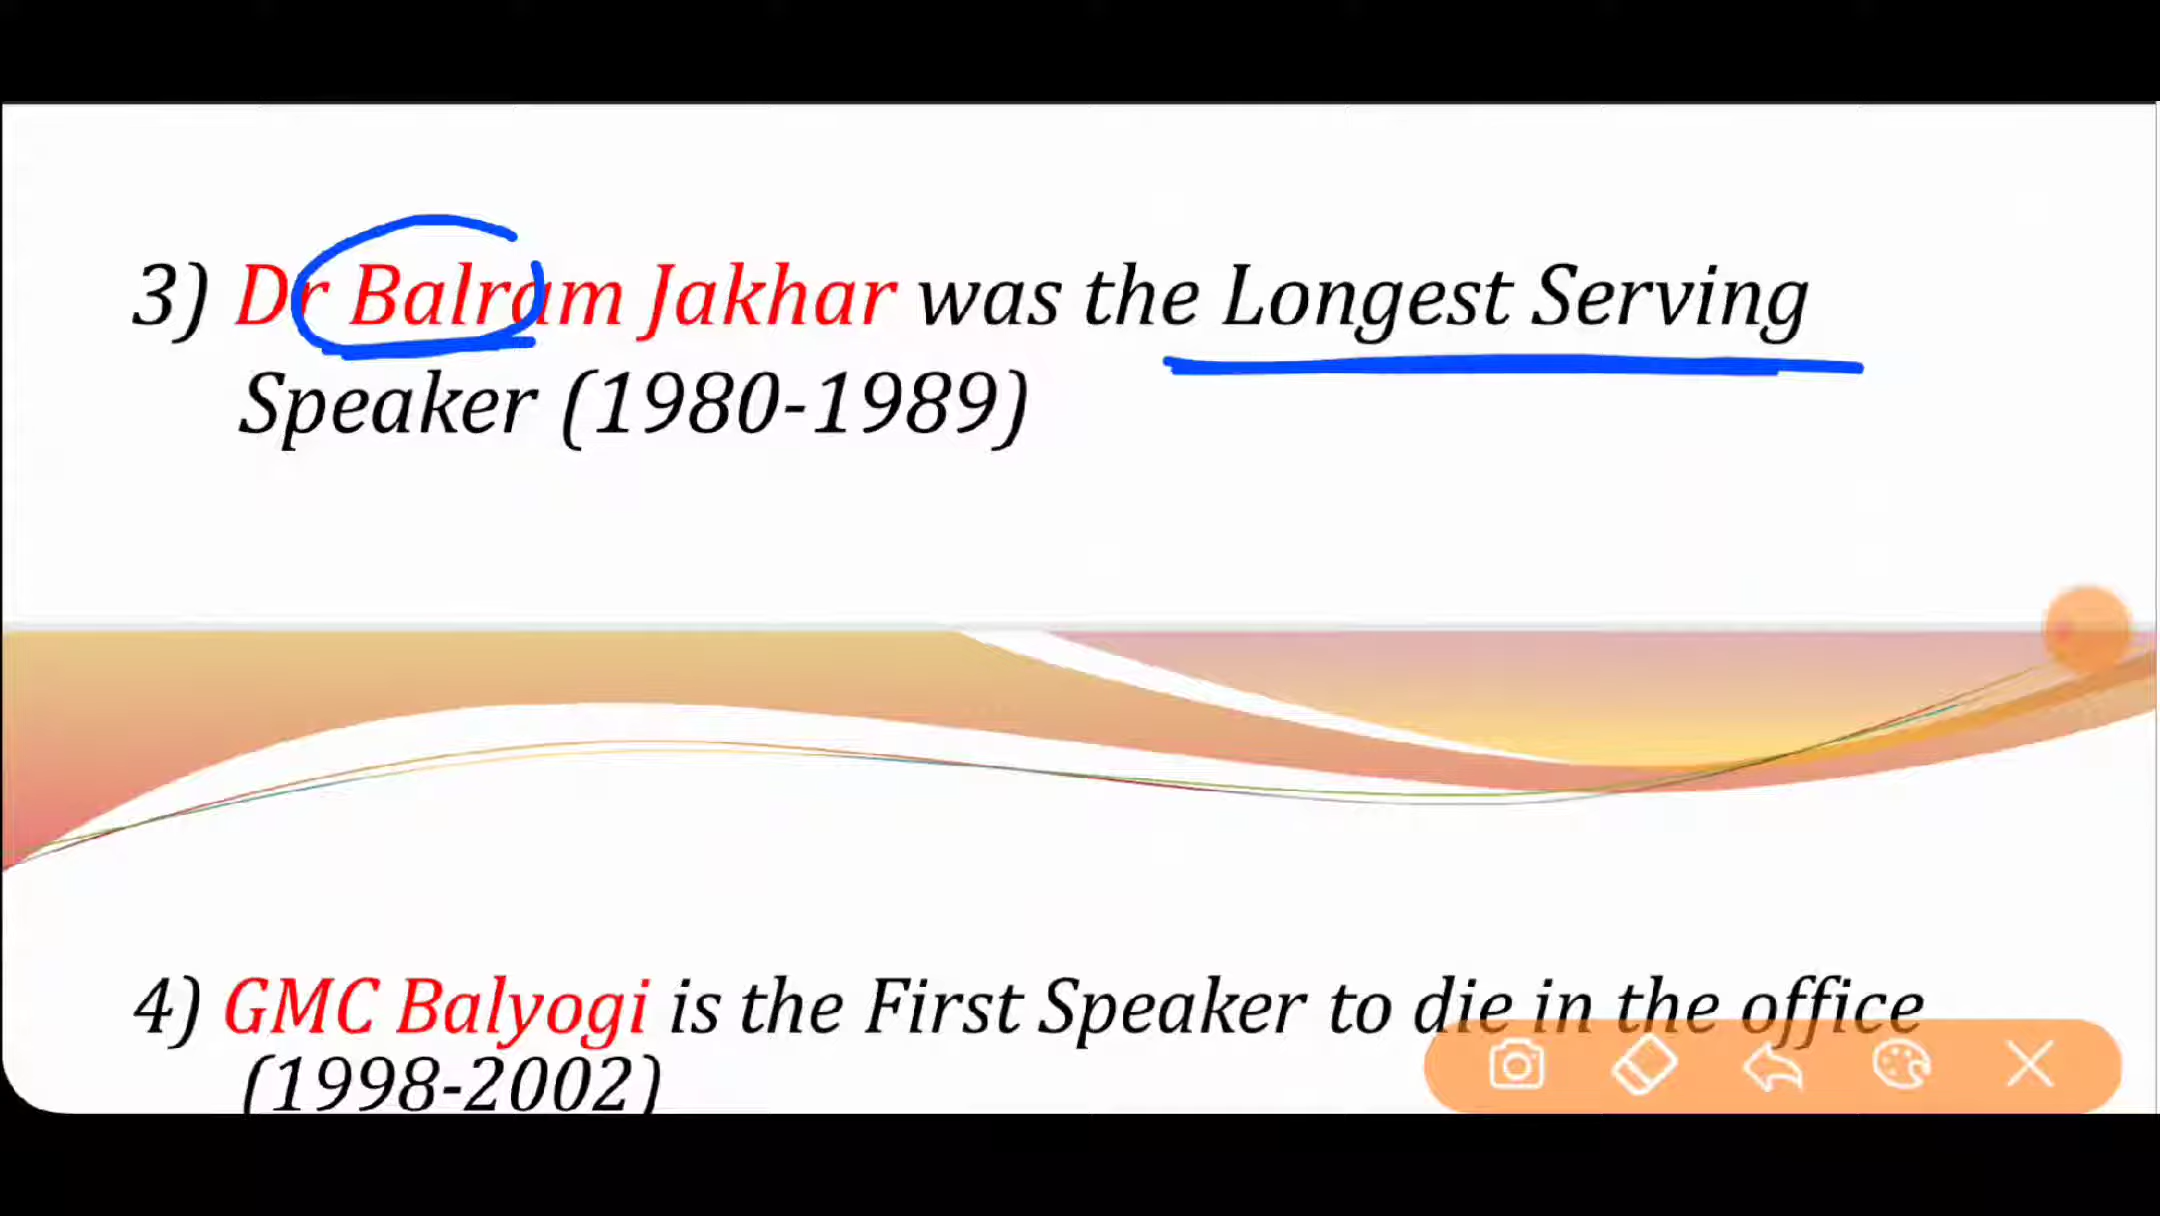 3) Dr Balram Jakhar was the Longest Serving
Speaker (1980-1989)
4) GMC Balyogi is the First Speaker to die in the office
(1998-2002)